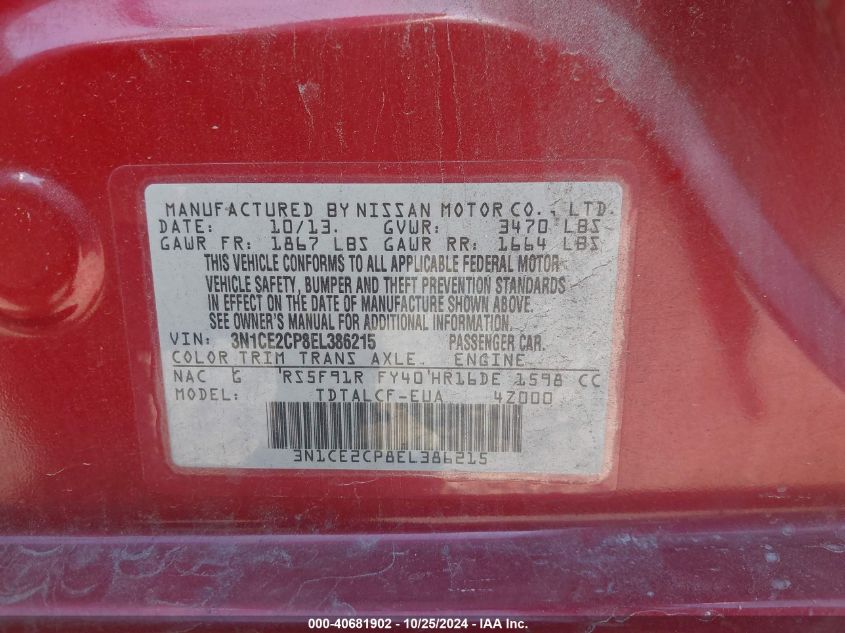 MANUFACTURED BY NISSAN MOTOR CO., LTD.
DATE: 10/13. GVWR: 3470 LBS
GAWR FR: 1867 LBS GAWR RR: 1664 LBS
THIS VEHICLE CONFORMS TO ALL APPLICABLE FEDERAL MOTOR
VEHICLE SAFETY, BUMPER AND THEFT PREVENTION STANDARDS
IN EFFECT ON THE DATE OF MANUFACTURE SHOWN ABOVE.
SEE OWNER'S MANUAL FOR ADDITIONAL INFORMATION.
VIN: 3N1CE2CP8EL386215 PASSENGER CAR.
COLOR TRIM TRANS AXLE. ENGINE
NAC G 'RS5F91R FY40'HR16DE 1598 CC
MODEL: TDTALCF-EUA 4Z000
3N1CE2CP8EL386215
000-40681902 - 10/25/2024 - IAA Inc.